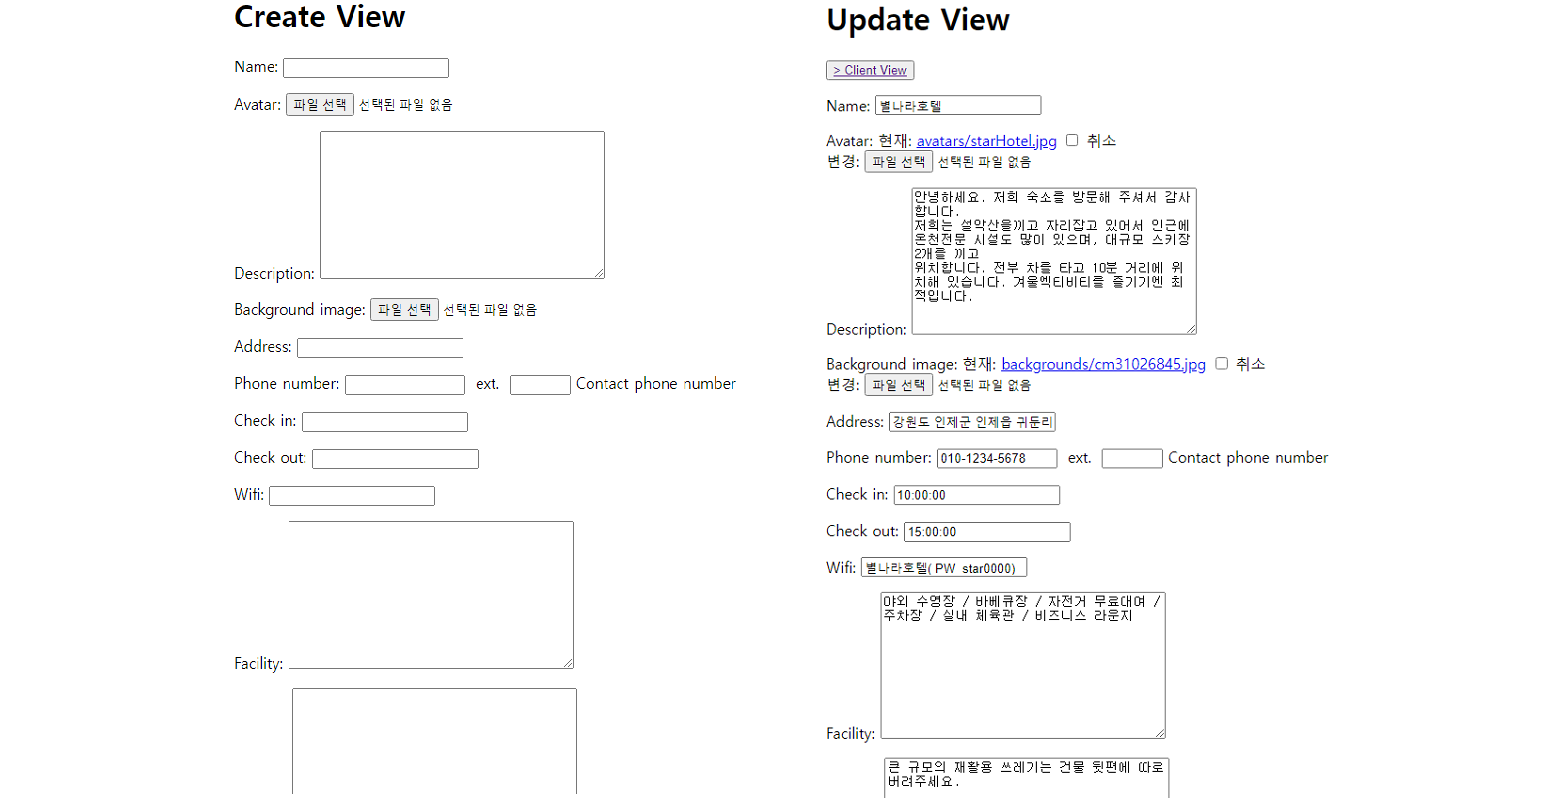 Create View
Name:
Avatar: 파일 선택 선택된 파일 없음
Description:
Background image: 파일 선택 선택된 파일 없음
Address:
Phone number: ext. Contact phone number
Check in:
Check out:
Wifi:
Facility:
Update View
> Client View
Name: 별나라호텔
Avatar: 현재: avatars/starHotel.jpg 취소
변경: 파일 선택 선택된 파일 없음
안녕하세요. 저희 숙소를 방문해 주셔서 감사
합니다.
저희는 설악산을끼고 자리잡고 있어서 인근에
온천전문 시설도 많이 있으며, 대규모 스키장
2개를 끼고
위치합니다. 전부 차를 타고 10분 거리에 위
치해 있습니다. 겨울엑티비티를 즐기기엔 최
적입니다.
Description:
Background image: 현재: backgrounds/cm31026845.jpg 취소
변경: 파일 선택 선택된 파일 없음
Address: 강원도 인제군 인제읍 귀둔리
Phone number: 010-1234-5678 ext. Contact phone number
Check in: 10:00:00
Check out: 15:00:00
Wifi: 별나라호텔( PW star0000)
야외 수영장 / 바베큐장 / 자전거 무료대여 /
주차장 / 실내 체육관 / 비즈니스 라운지
Facility:
큰 규모의 재활용 쓰레기는 건물 뒷편에 따로
버려주세요.